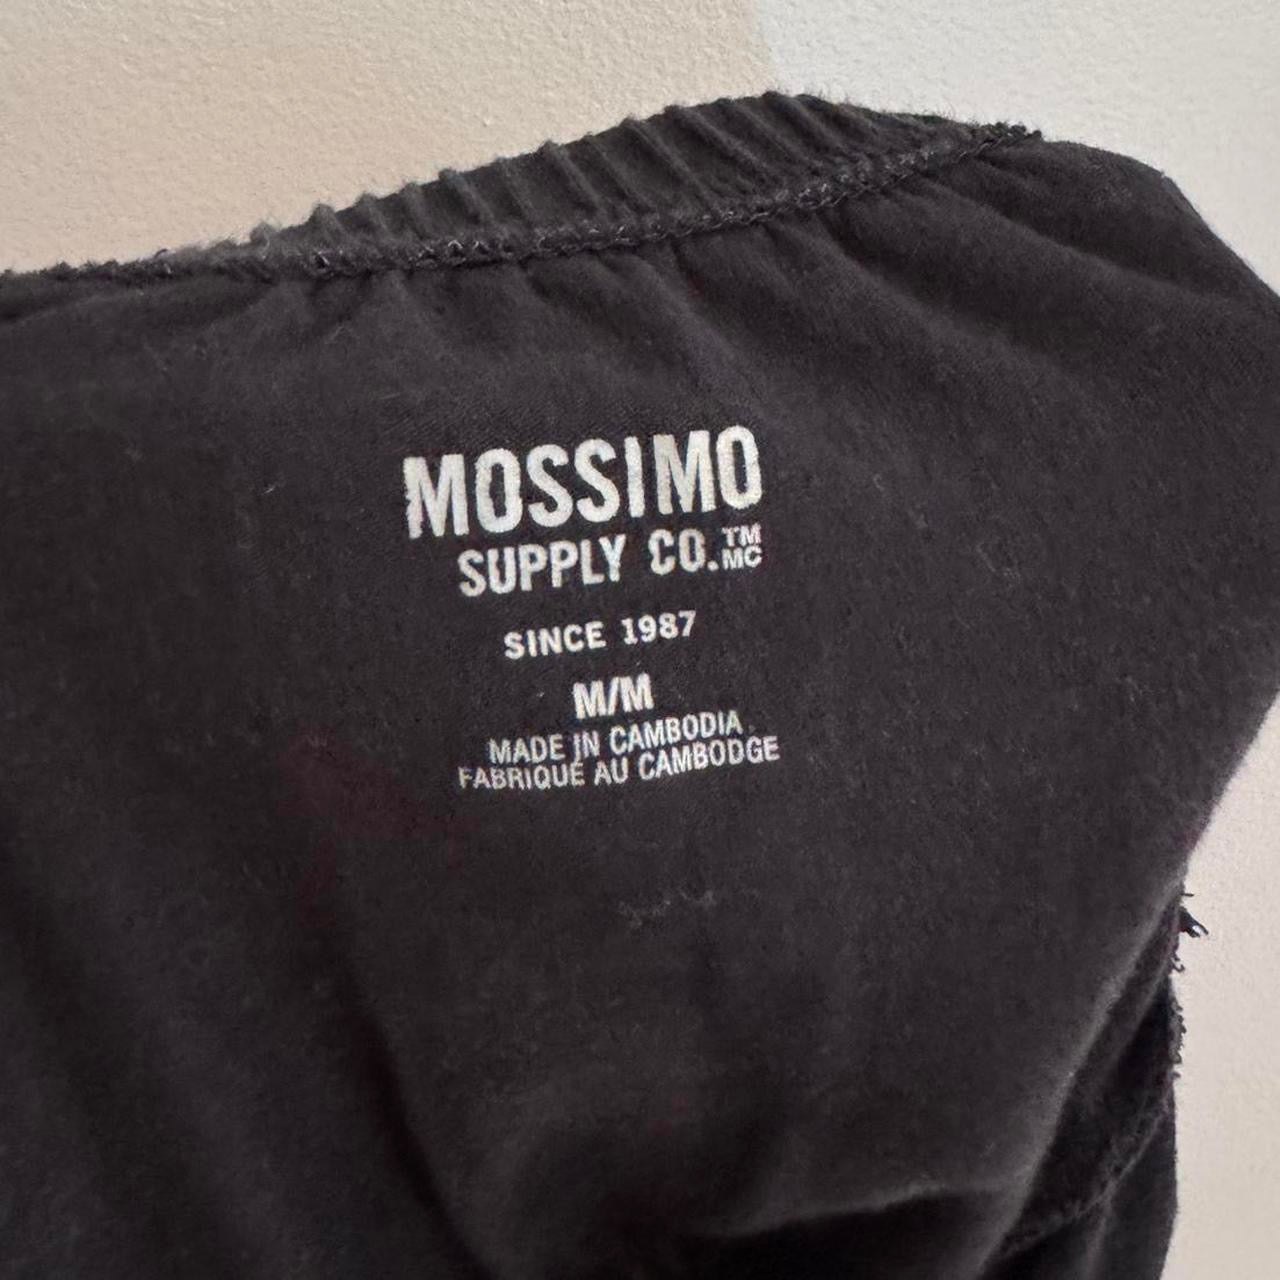 MOSSIMO
SUPPLY CO.™ MC
SINCE 1987
M/M
MADE IN CAMBODIA
FABRIQUÉ AU CAMBODGE